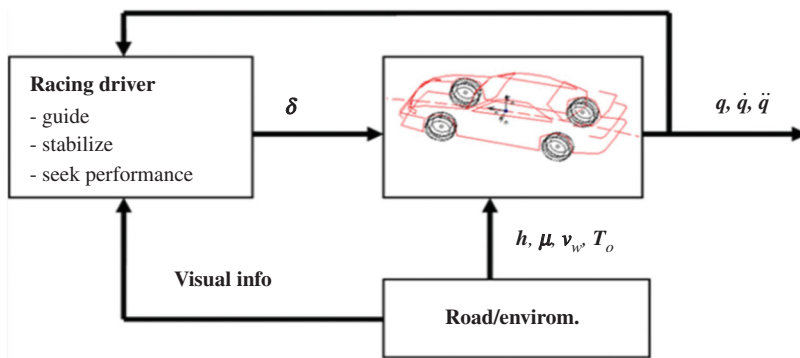 Racing driver
- guide
- stabilize
- seek performance
δ
q, q̇, q̈
h, μ, v_w, T_o
Visual info
Road/envirom.